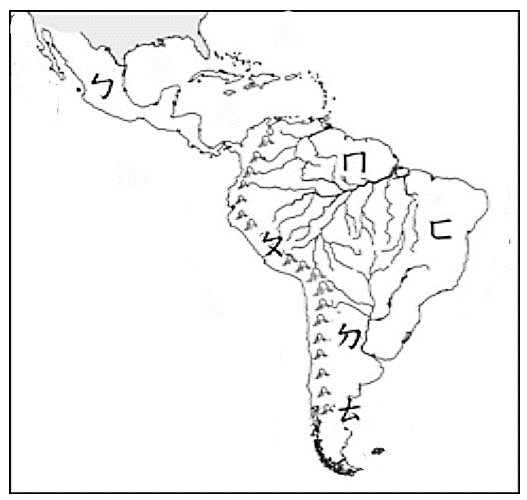 ㄅ
ㄇ
ㄈ
ㄆ
ㄉ
ㄊ